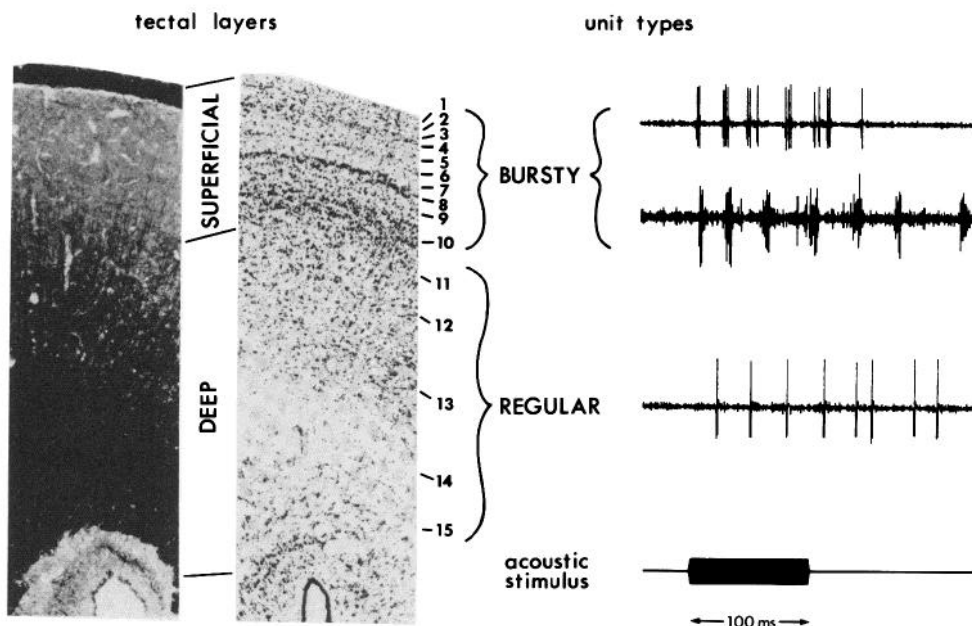 tectal layers
unit types
SUPERFICIAL
DEEP
1
2
3
4
5
6
7
8
9
10
11
12
13
14
15
BURSTY
REGULAR
acoustic
stimulus
100 ms